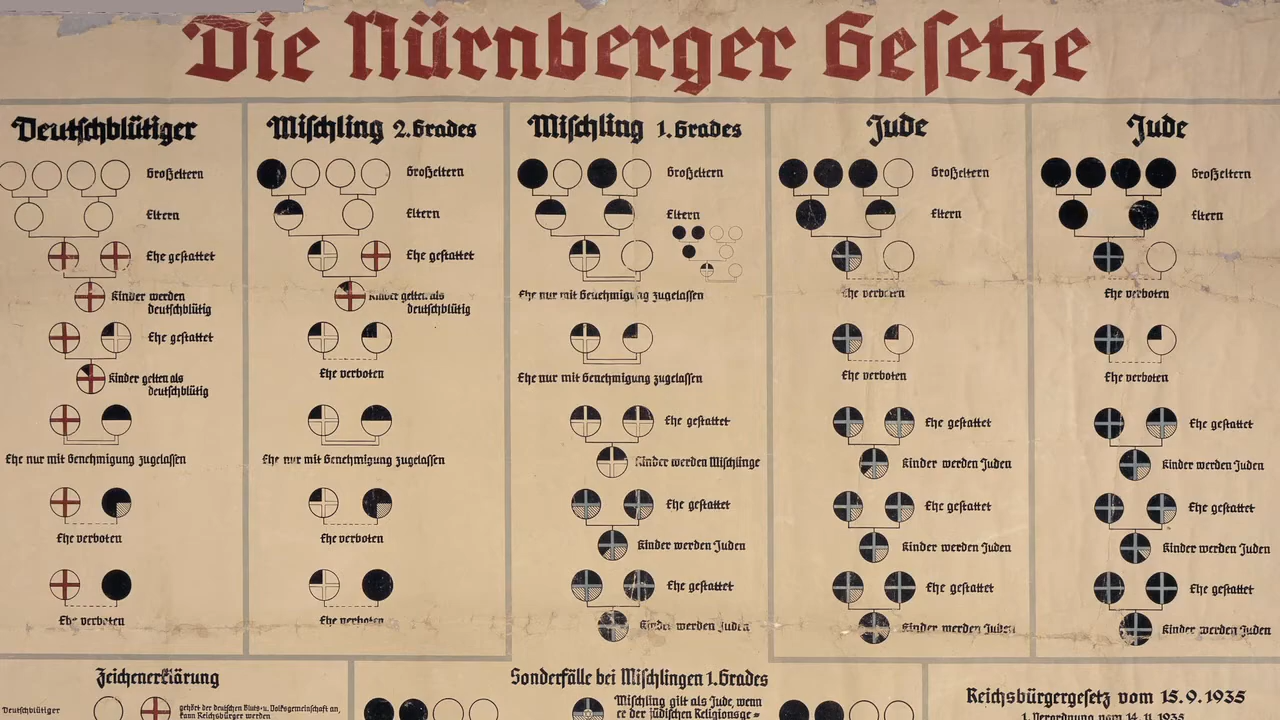 Die Nürnberger Gesetze
Deutschblütiger
Großeltern
Eltern
Ehe gestattet
Kinder werden
deutschblütig
Ehe gestattet
Kinder gelten als
deutschblütig
Ehe nur mit Genehmigung zugelassen
Ehe verboten
Ehe verboten
Mischling 2. Grades
Großeltern
Eltern
Ehe gestattet
Kinder gelten als
deutschblütig
Ehe verboten
Ehe nur mit Genehmigung zugelassen
Ehe verboten
Ehe verboten
Mischling 1. Grades
Großeltern
Eltern
Ehe nur mit Genehmigung zugelassen
Ehe nur mit Genehmigung zugelassen
Ehe gestattet
Kinder werden Mischlinge
Ehe gestattet
Kinder werden Juden
Ehe gestattet
Kinder werden Juden
Jude
Großeltern
Eltern
Ehe verboten
Ehe verboten
Ehe gestattet
Kinder werden Juden
Ehe gestattet
Kinder werden Juden
Ehe gestattet
Kinder werden Juden
Jude
Großeltern
Eltern
Ehe verboten
Ehe verboten
Ehe gestattet
Kinder werden Juden
Ehe gestattet
Kinder werden Juden
Ehe gestattet
Kinder werden Juden
Zeichenerklärung
Deutschblütiger
gehört der deutschen Bluts- u. Volksgemeinschaft an,
kann Reichsbürger werden
Sonderfälle bei Mischlingen 1. Grades
Mischling gilt als Jude, wenn
er der jüdischen Religionsge=
Reichsbürgergesetz vom 15.9.1935
1. Verordnung vom 14.11.1935